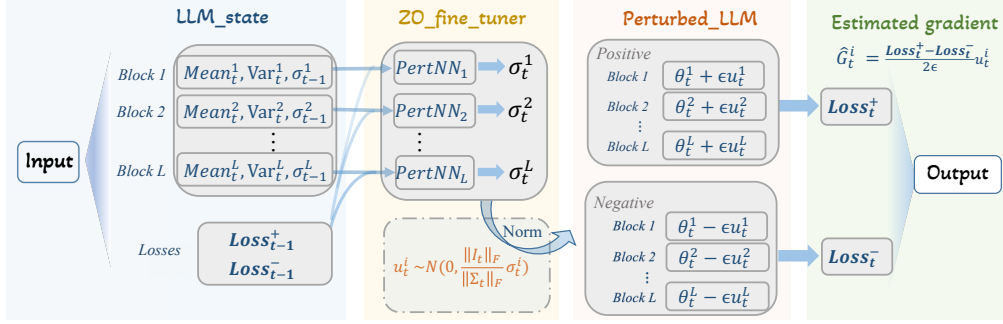 LLM_state
ZO_fine_tuner
Perturbed_LLM
Estimated gradient
Input
Block 1
Mean_t^1, Var_t^1, σ_{t-1}^1
Block 2
Mean_t^2, Var_t^2, σ_{t-1}^2
⋮
Block L
Mean_t^L, Var_t^L, σ_{t-1}^L
Losses
Loss_{t-1}^+
Loss_{t-1}^-
PertNN_1
σ_t^1
PertNN_2
σ_t^2
⋮ ⋮
PertNN_L
σ_t^L
Norm
u_t^i ~N(0, \frac{‖I_t‖_F}{‖Σ_t‖_F} σ_t^i)
Positive
Block 1
θ_t^1 + ϵu_t^1
Block 2
θ_t^2 + ϵu_t^2
⋮
Block L
θ_t^L + ϵu_t^L
Negative
Block 1
θ_t^1 − ϵu_t^1
Block 2
θ_t^2 − ϵu_t^2
⋮
Block L
θ_t^L − ϵu_t^L
Ĝ_t^i = \frac{Loss_t^+ − Loss_t^-}{2ϵ} u_t^i
Loss_t^+
Loss_t^-
Output